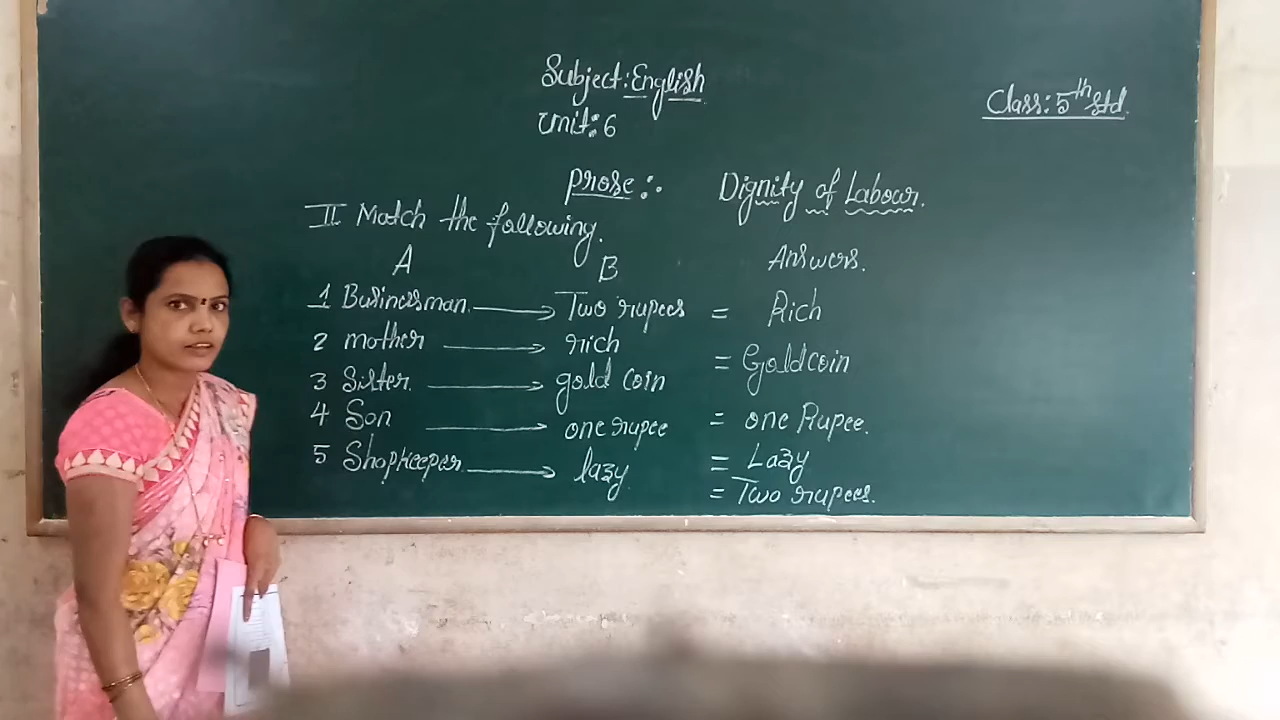 Subject: English
Unit: 6
Class: 5th Std.
Prose :. Dignity of Labour.
II Match the following.
A B Answers.
1 Businessman. → Two rupees = Rich
2 mother → rich = Gold coin
3 Sister. → gold coin = one Rupee.
4 Son → one rupee = Lazy
5 Shopkeeper → lazy = Two rupees.